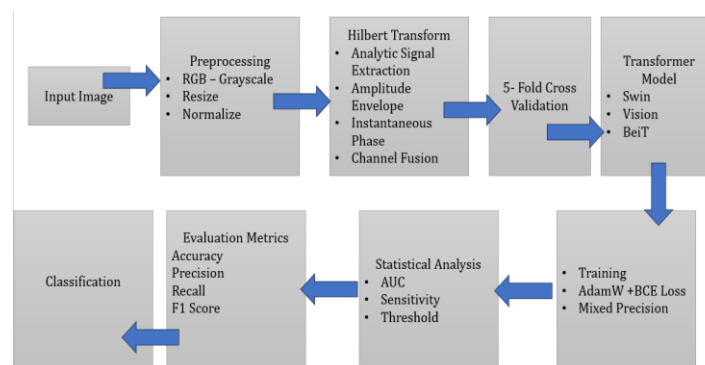 Input Image
Preprocessing
• RGB – Grayscale
• Resize
• Normalize
Hilbert Transform
• Analytic Signal
Extraction
• Amplitude
Envelope
• Instantaneous
Phase
• Channel Fusion
5- Fold Cross
Validation
Transformer
Model
• Swin
• Vision
• BeiT
• Training
• AdamW +BCE Loss
• Mixed Precision
Statistical Analysis
• AUC
• Sensitivity
• Threshold
Evaluation Metrics
Accuracy
Precision
Recall
F1 Score
Classification